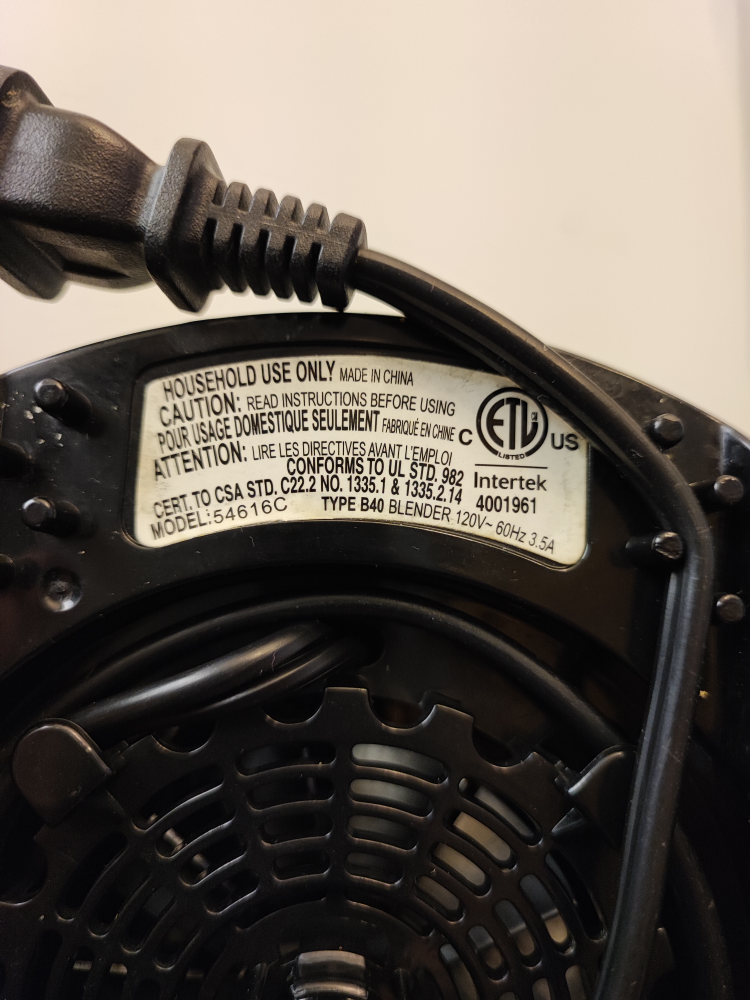 HOUSEHOLD USE ONLY MADE IN CHINA
CAUTION: READ INSTRUCTIONS BEFORE USING
POUR USAGE DOMESTIQUE SEULEMENT FABRIQUÉ EN CHINE
ATTENTION: LIRE LES DIRECTIVES AVANT L'EMPLOI
CONFORMS TO UL STD. 982
CERT. TO CSA STD. C22.2 NO. 1335.1 & 1335.2.14
MODEL:54616C TYPE B40 BLENDER 120V~ 60Hz 3.5A
C ETL US
LISTED
Intertek
4001961